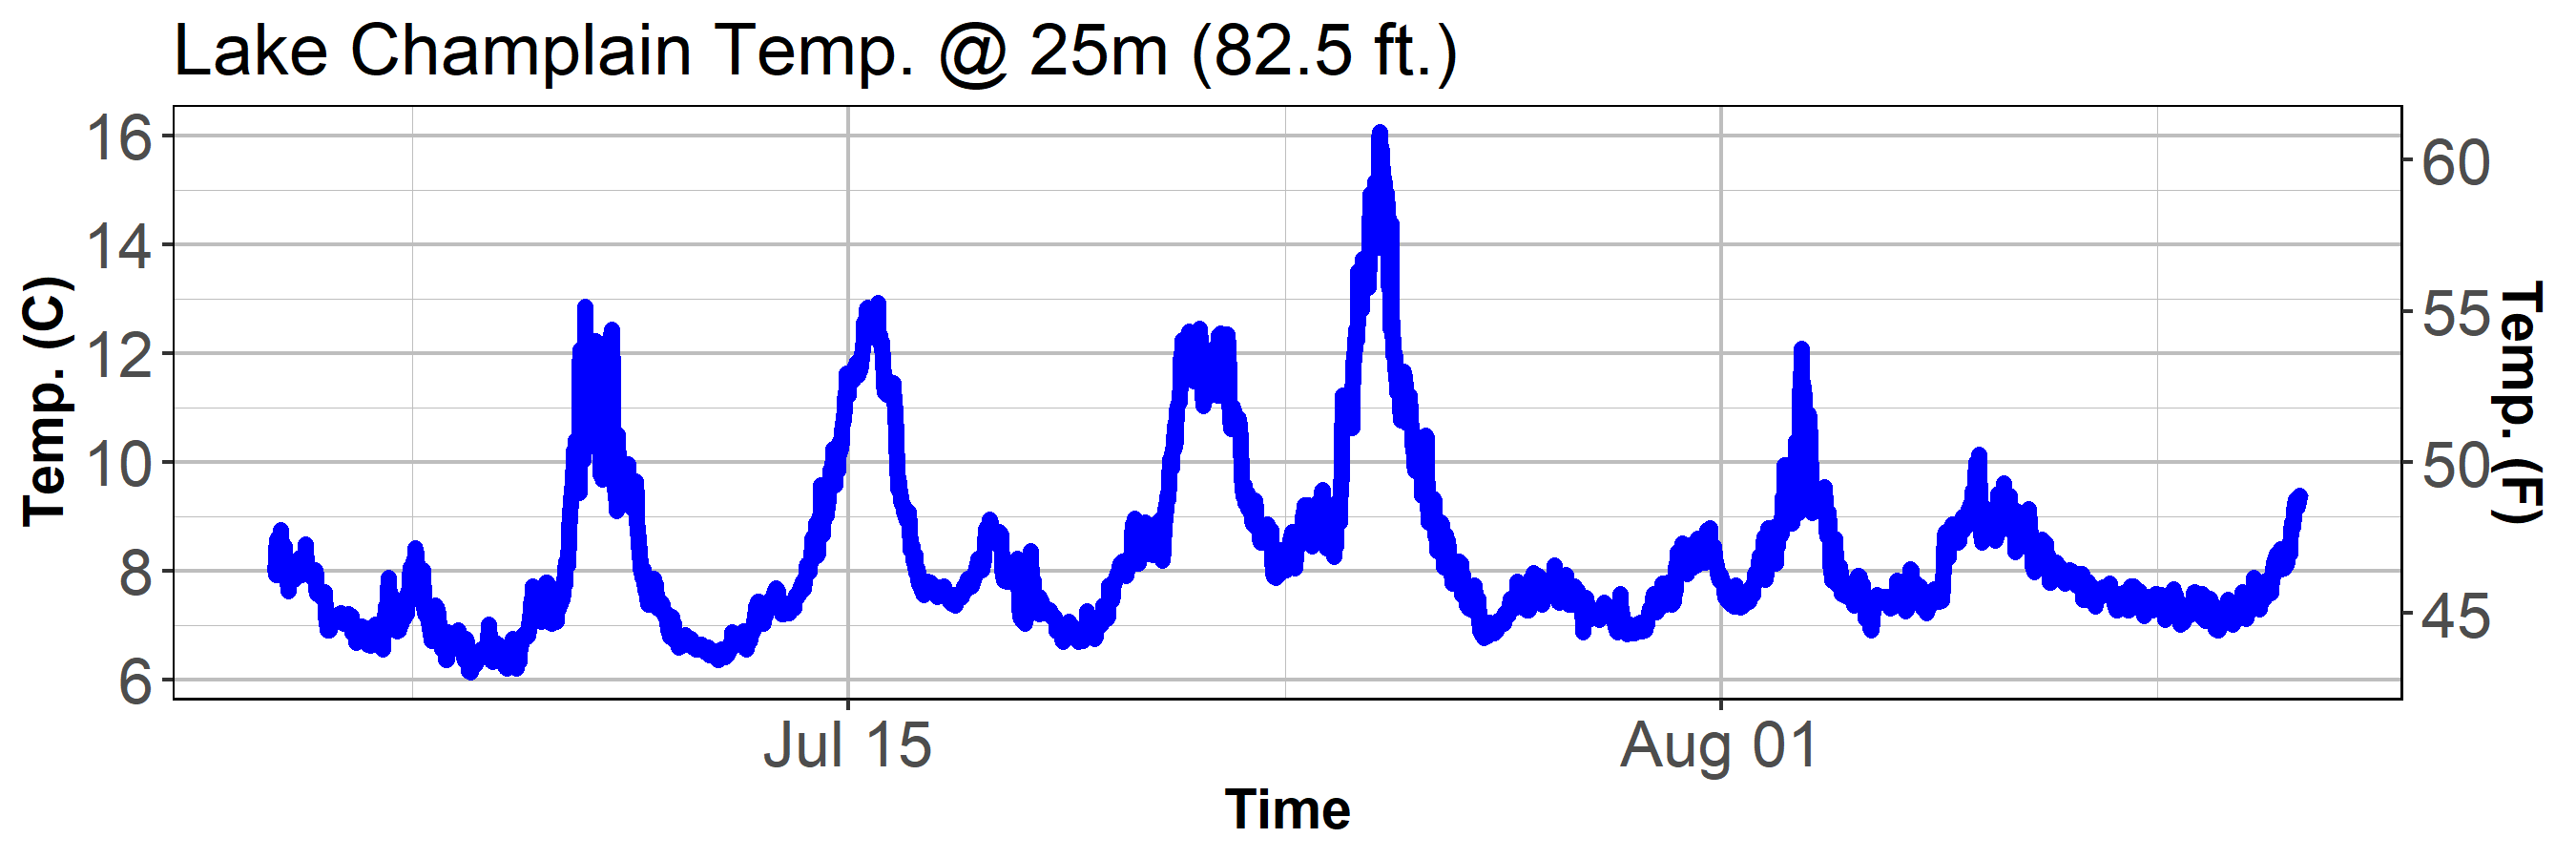 Lake Champlain Temp. @ 25m (82.5 ft.)
Temp. (C)
16
14
12
10
8
6
60
55
50
45
Temp. (F)
Jul 15
Aug 01
Time